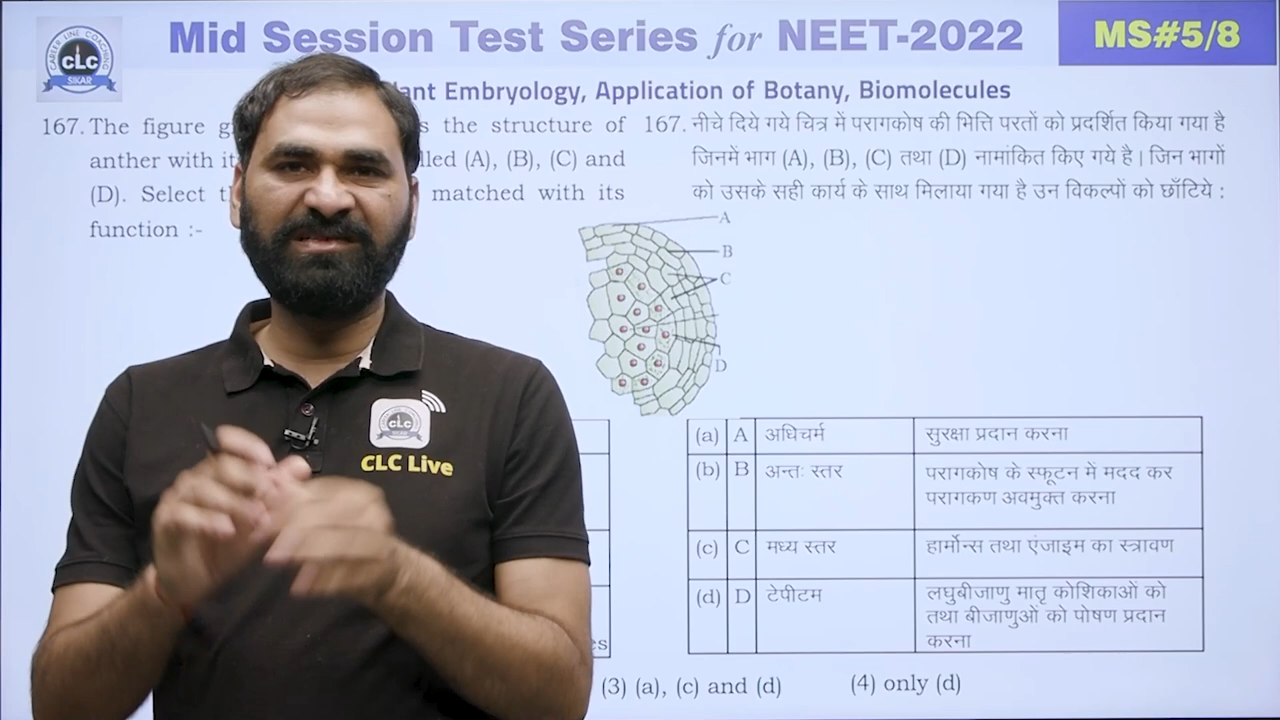 Mid Session Test Series for NEET-2022
MS#5/8
CAREER LINE COACHING
CLC
SIKAR
Embryology, Application of Botany, Biomolecules
167. The figure
the structure of
anther with
(A), (B), (C) and
(D). Select
matched with its
function :-
167. नीचे दिये गये चित्र में परागकोष की भित्ति परतों को प्रदर्शित किया गया है
जिनमें भाग (A), (B), (C) तथा (D) नामांकित किए गये है। जिन भागों
को उसके सही कार्य के साथ मिलाया गया है उन विकल्पों को छाँटिये :
A
B
C
D
(a) A अधिचर्म सुरक्षा प्रदान करना
(b) B अन्तः स्तर परागकोष के स्फूटन में मदद कर
परागकण अवमुक्त करना
(c) C मध्य स्तर हार्मोन्स तथा एंजाइम का स्त्रावण
(d) D टेपीटम लघुबीजाणु मातृ कोशिकाओं को
तथा बीजाणुओं को पोषण प्रदान
करना
(3) (a), (c) and (d) (4) only (d)
CLC
CLC Live